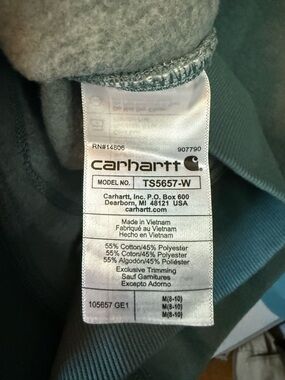 RN#14806 907790
carhartt
MODEL NO. TS5657-W
Carhartt, Inc. P.O. Box 600
Dearborn, MI 48121 USA
carhartt.com
Made in Vietnam
Fabriqué au Vietnam
Hecho en Vietnam
55% Cotton/45% Polyester
55% Coton/45% Polyester
55% Algodón/45% Poliéster
Exclusive Trimming
Sauf Garnitures
Excepto Adorno
105657 GE1 M(8-10)
M(8-10)
M(8-10)